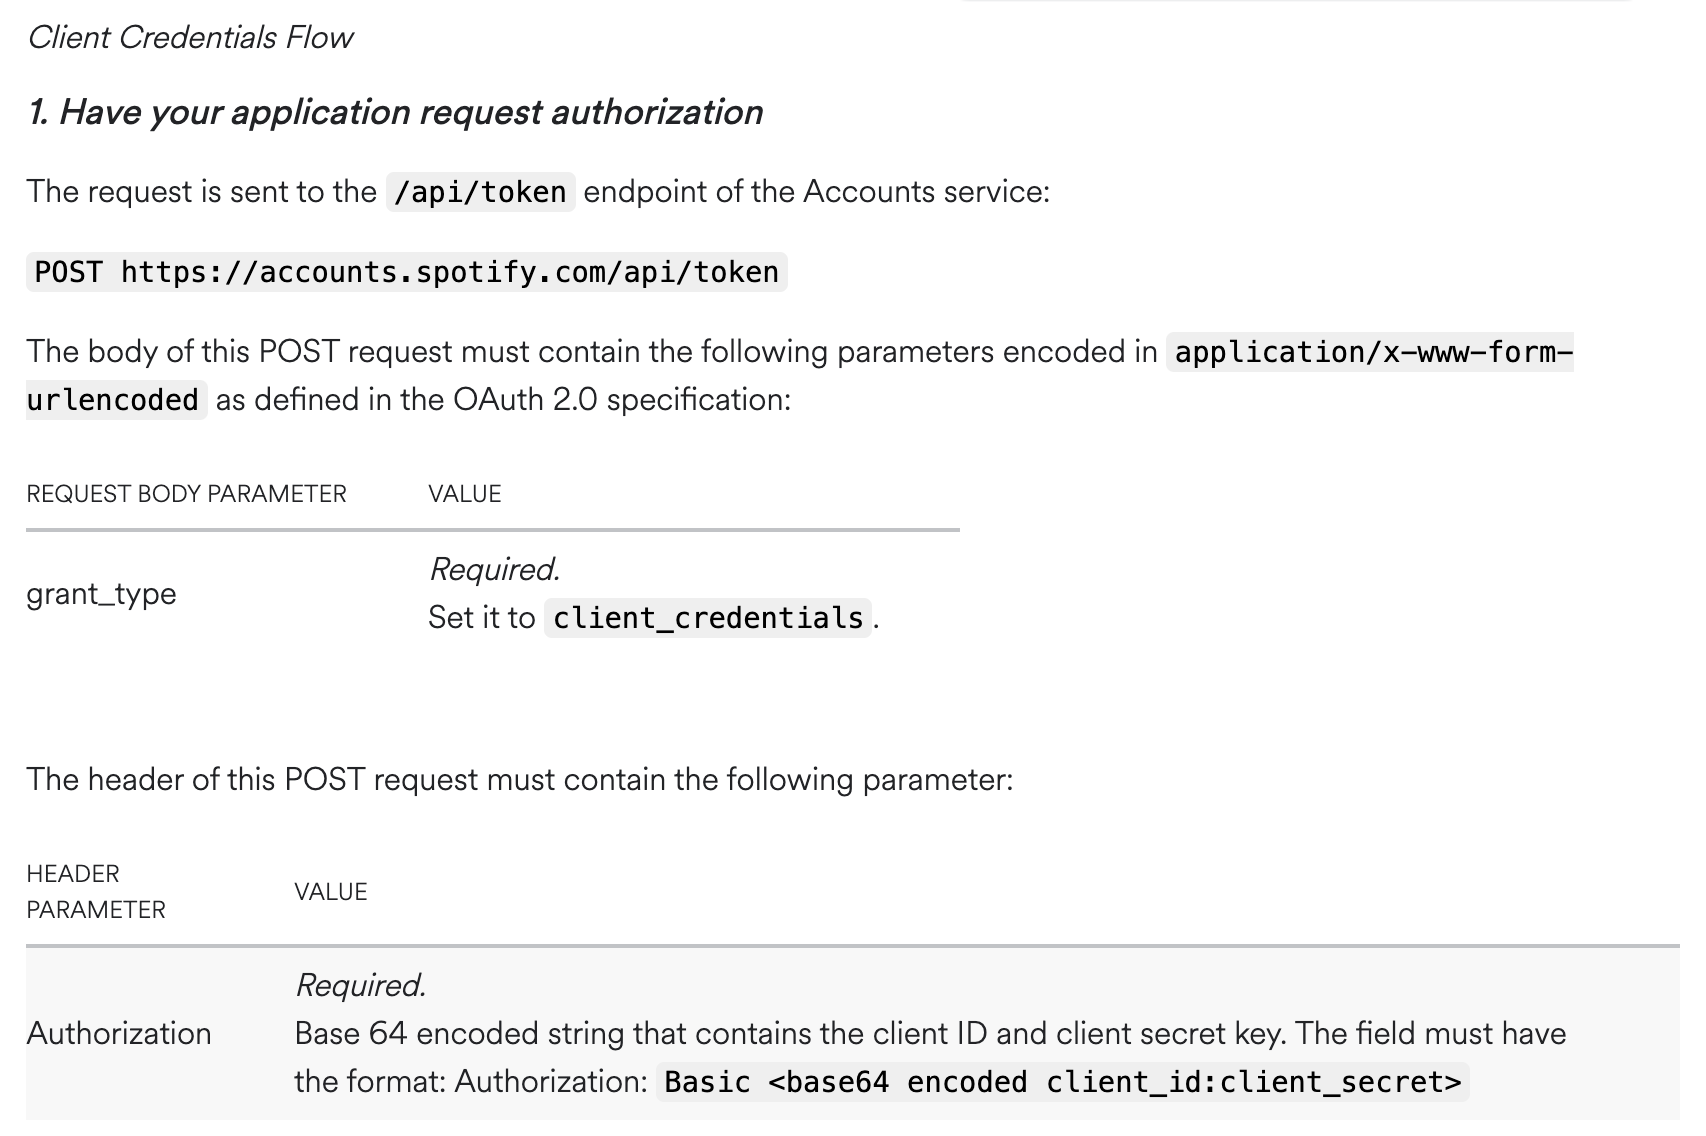 Client Credentials Flow
1. Have your application request authorization
The request is sent to the /api/token endpoint of the Accounts service:
POST https://accounts.spotify.com/api/token
The body of this POST request must contain the following parameters encoded in application/x-www-form-
urlencoded as defined in the OAuth 2.0 specification:
REQUEST BODY PARAMETER VALUE
grant_type
Required.
Set it to client_credentials.
The header of this POST request must contain the following parameter:
HEADER
PARAMETER
VALUE
Authorization
Required.
Base 64 encoded string that contains the client ID and client secret key. The field must have
the format: Authorization: Basic <base64 encoded client_id:client_secret>